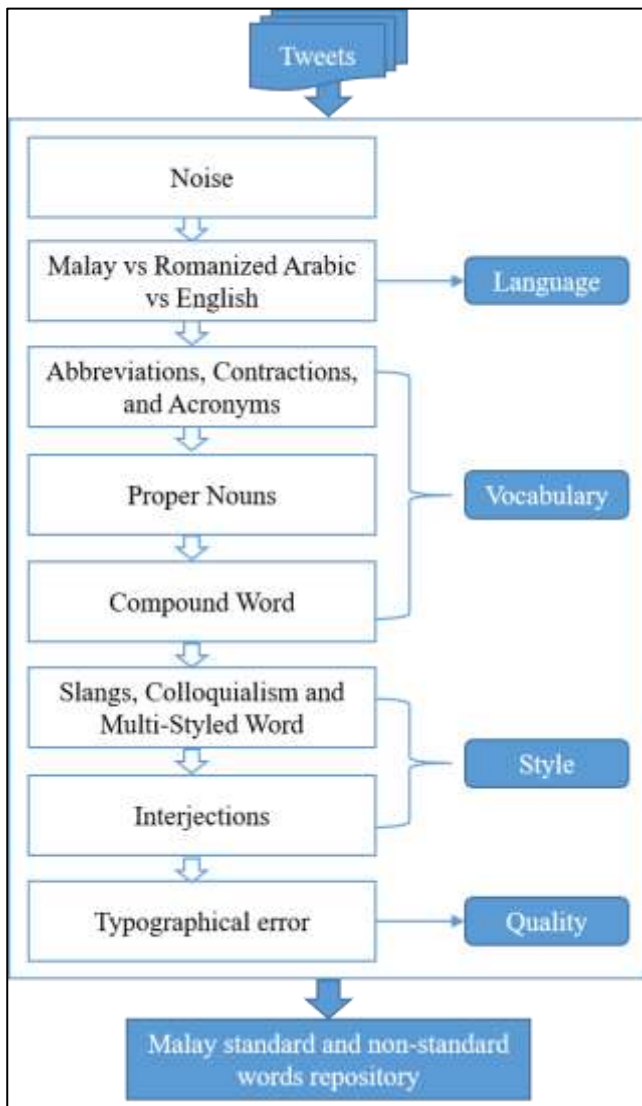 Tweets
Noise
Malay vs Romanized Arabic
vs English
Language
Abbreviations, Contractions,
and Acronyms
Proper Nouns
Vocabulary
Compound Word
Slangs, Colloquialism and
Multi-Styled Word
Style
Interjections
Typographical error
Quality
Malay standard and non-standard
words repository